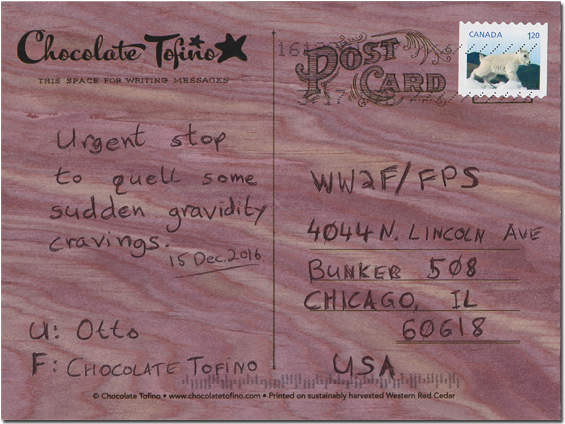 Chocolate Tofino
THIS SPACE FOR WRITING MESSAGES
Urgent stop
to quell some
sudden gravidity
cravings.
15 Dec. 2016
U: Otto
F: CHOCOLATE TOFINO
POST
CARD
CANADA 1.20
WW2F/FPS
4044 N. LINCOLN AVE
BUNKER 508
CHICAGO, IL
60618
USA
© Chocolate Tofino • www.chocolatetofino.com • Printed on sustainably harvested Western Red Cedar